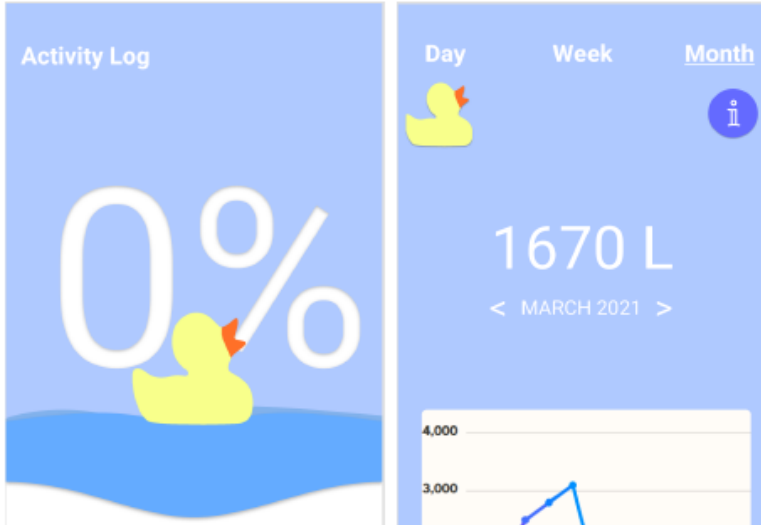 Activity Log
0%
Day Week Month
i
1670 L
< MARCH 2021 >
4,000
3,000